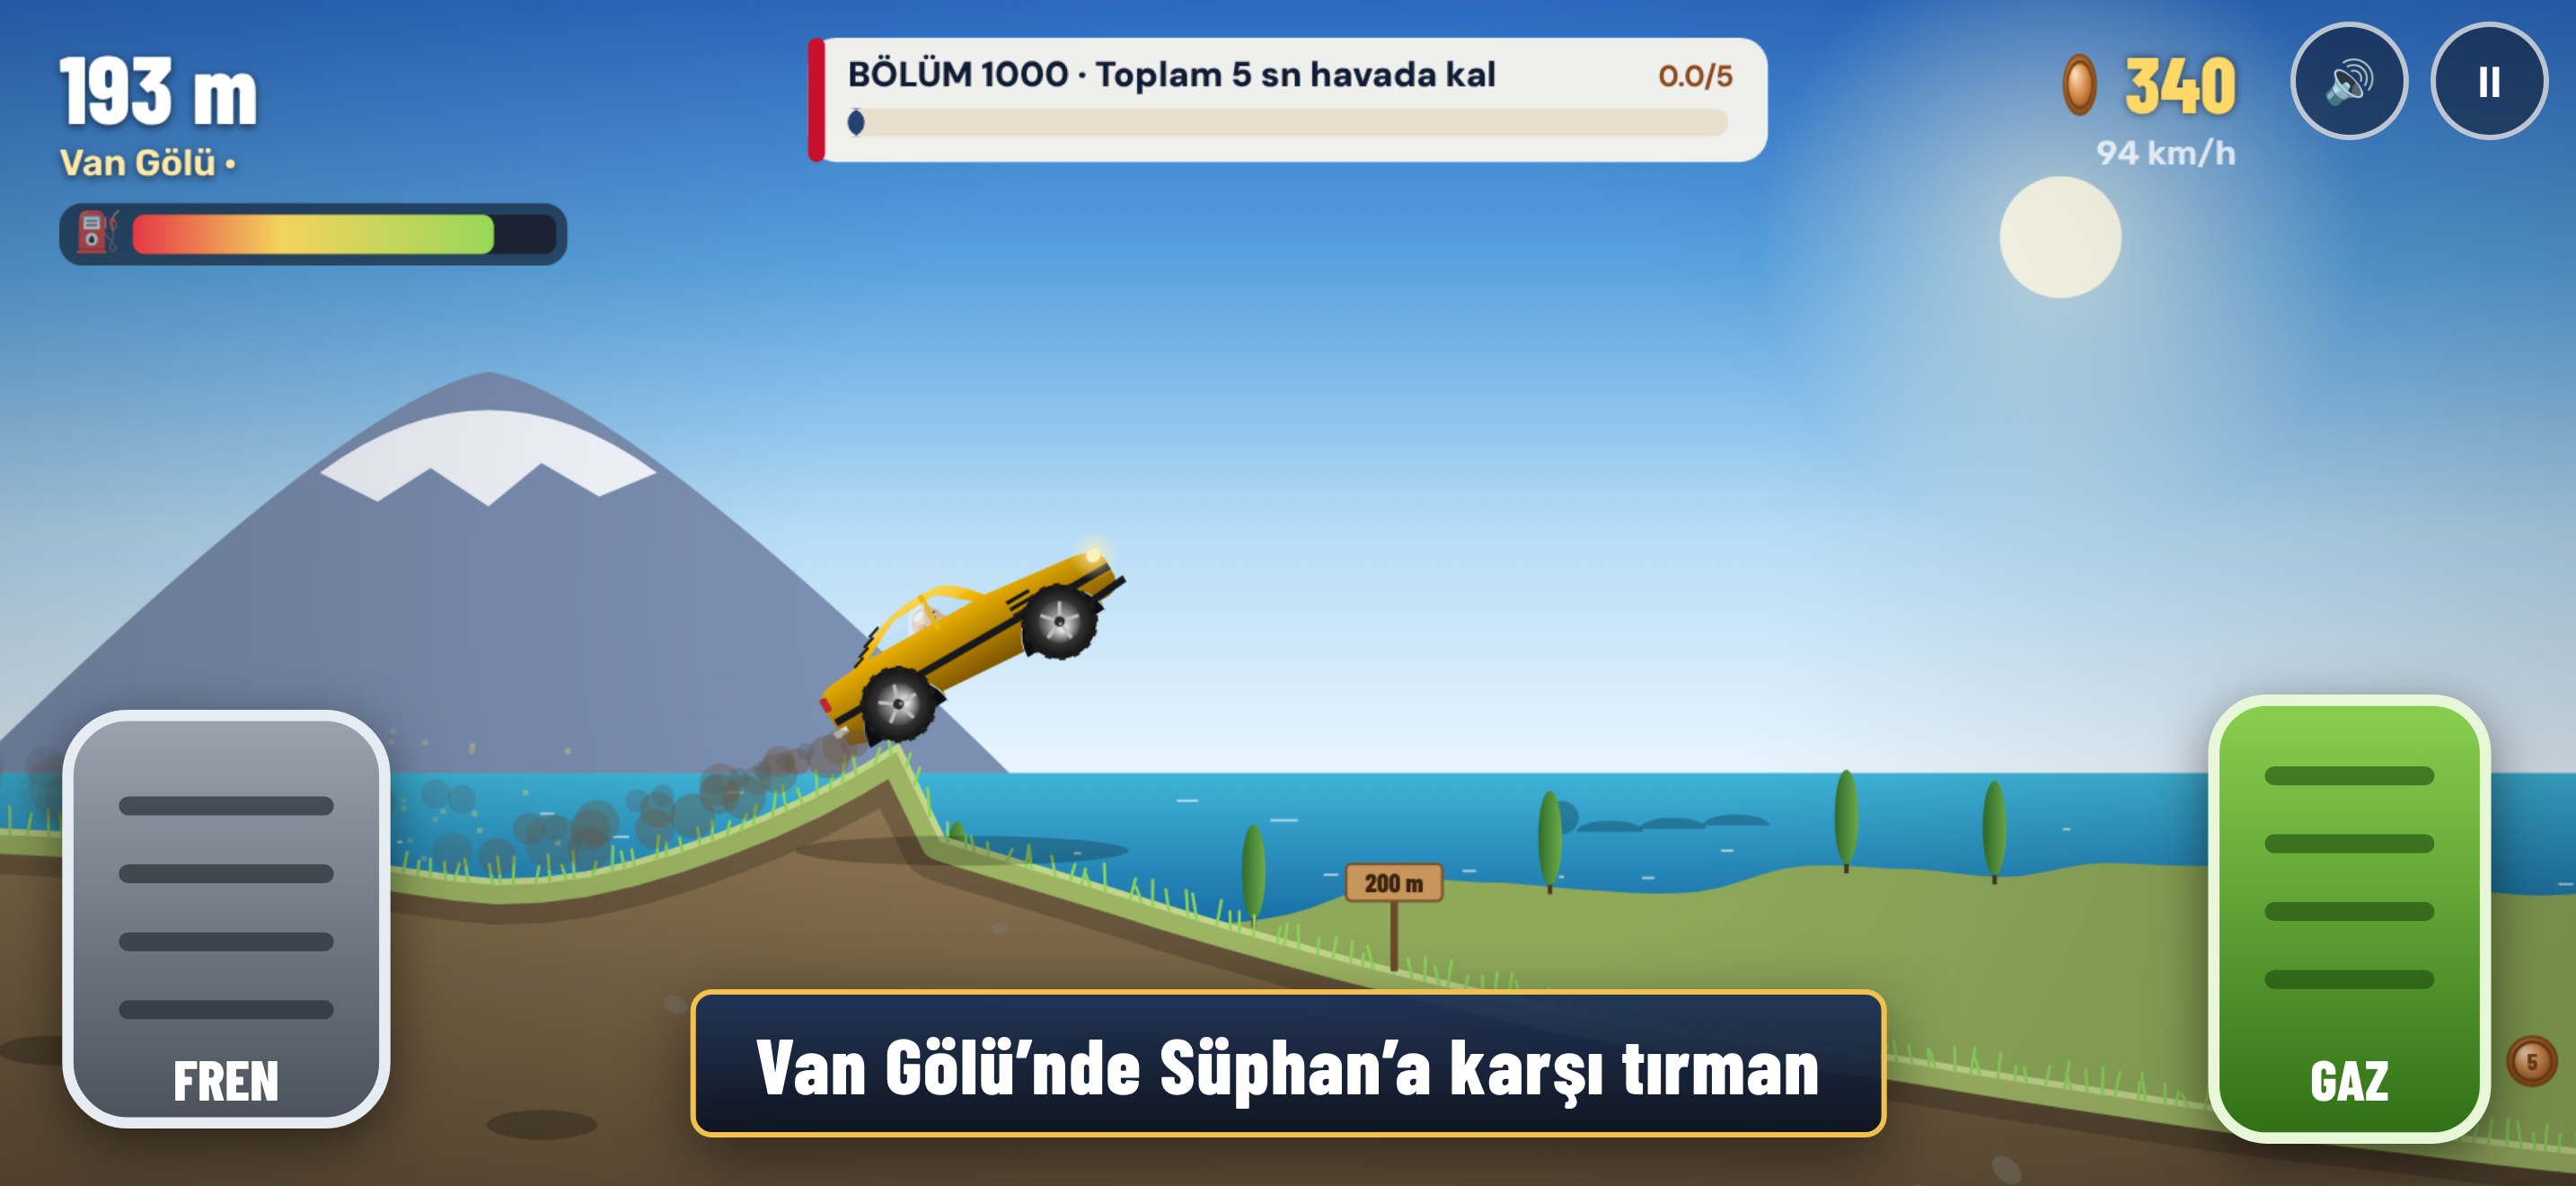 193 m
Van Gölü •
BÖLÜM 1000 · Toplam 5 sn havada kal 0.0/5
340
94 km/h
200 m
FREN
Van Gölü’nde Süphan’a karşı tırman
GAZ
5